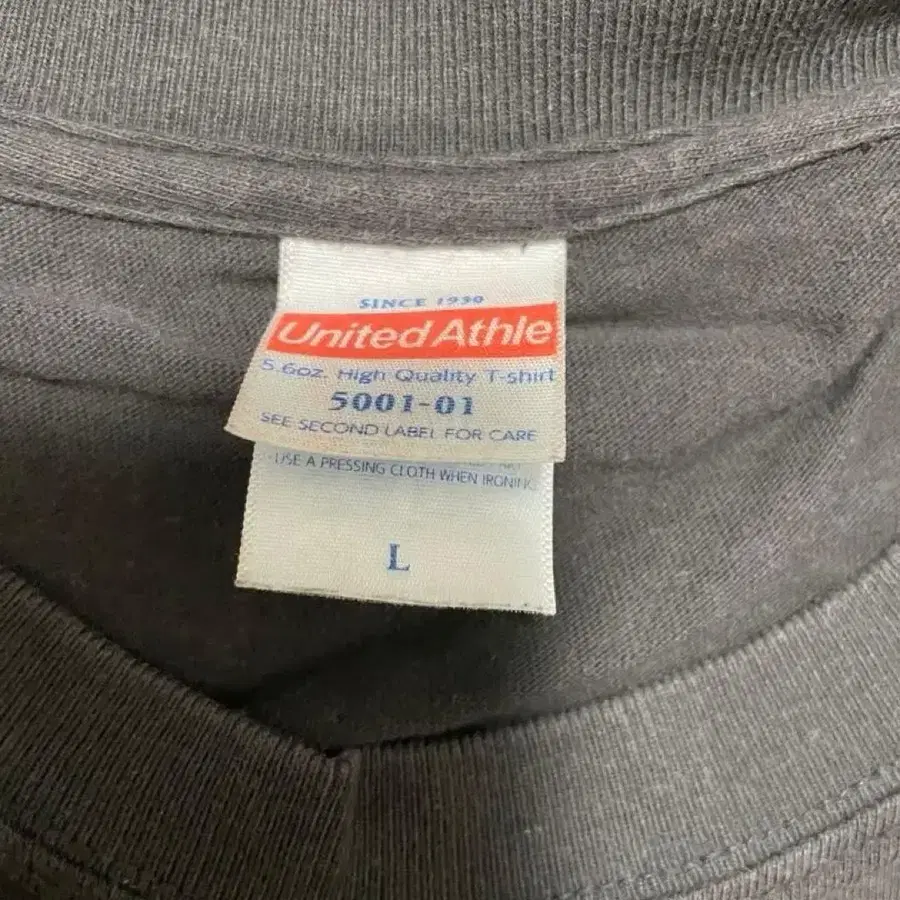 SINCE 1990
United Athle
5.6oz. High Quality T-shirt
5001-01
SEE SECOND LABEL FOR CARE
·USE A PRESSING CLOTH WHEN IRONING
L